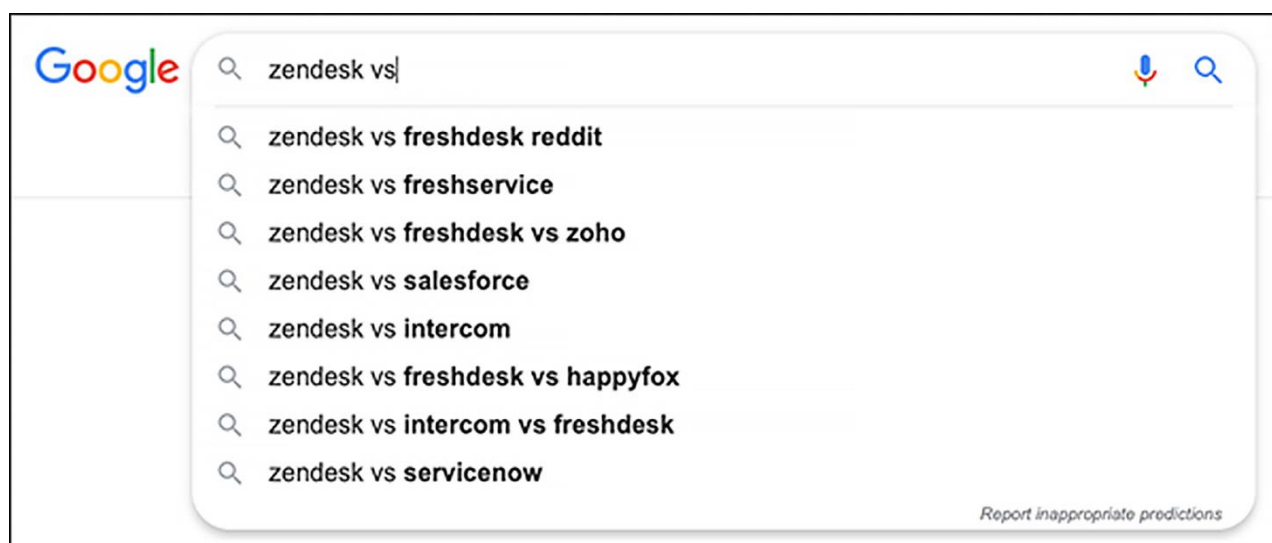 Google
zendesk vs
zendesk vs freshdesk reddit
zendesk vs freshservice
zendesk vs freshdesk vs zoho
zendesk vs salesforce
zendesk vs intercom
zendesk vs freshdesk vs happyfox
zendesk vs intercom vs freshdesk
zendesk vs servicenow
Report inappropriate predictions